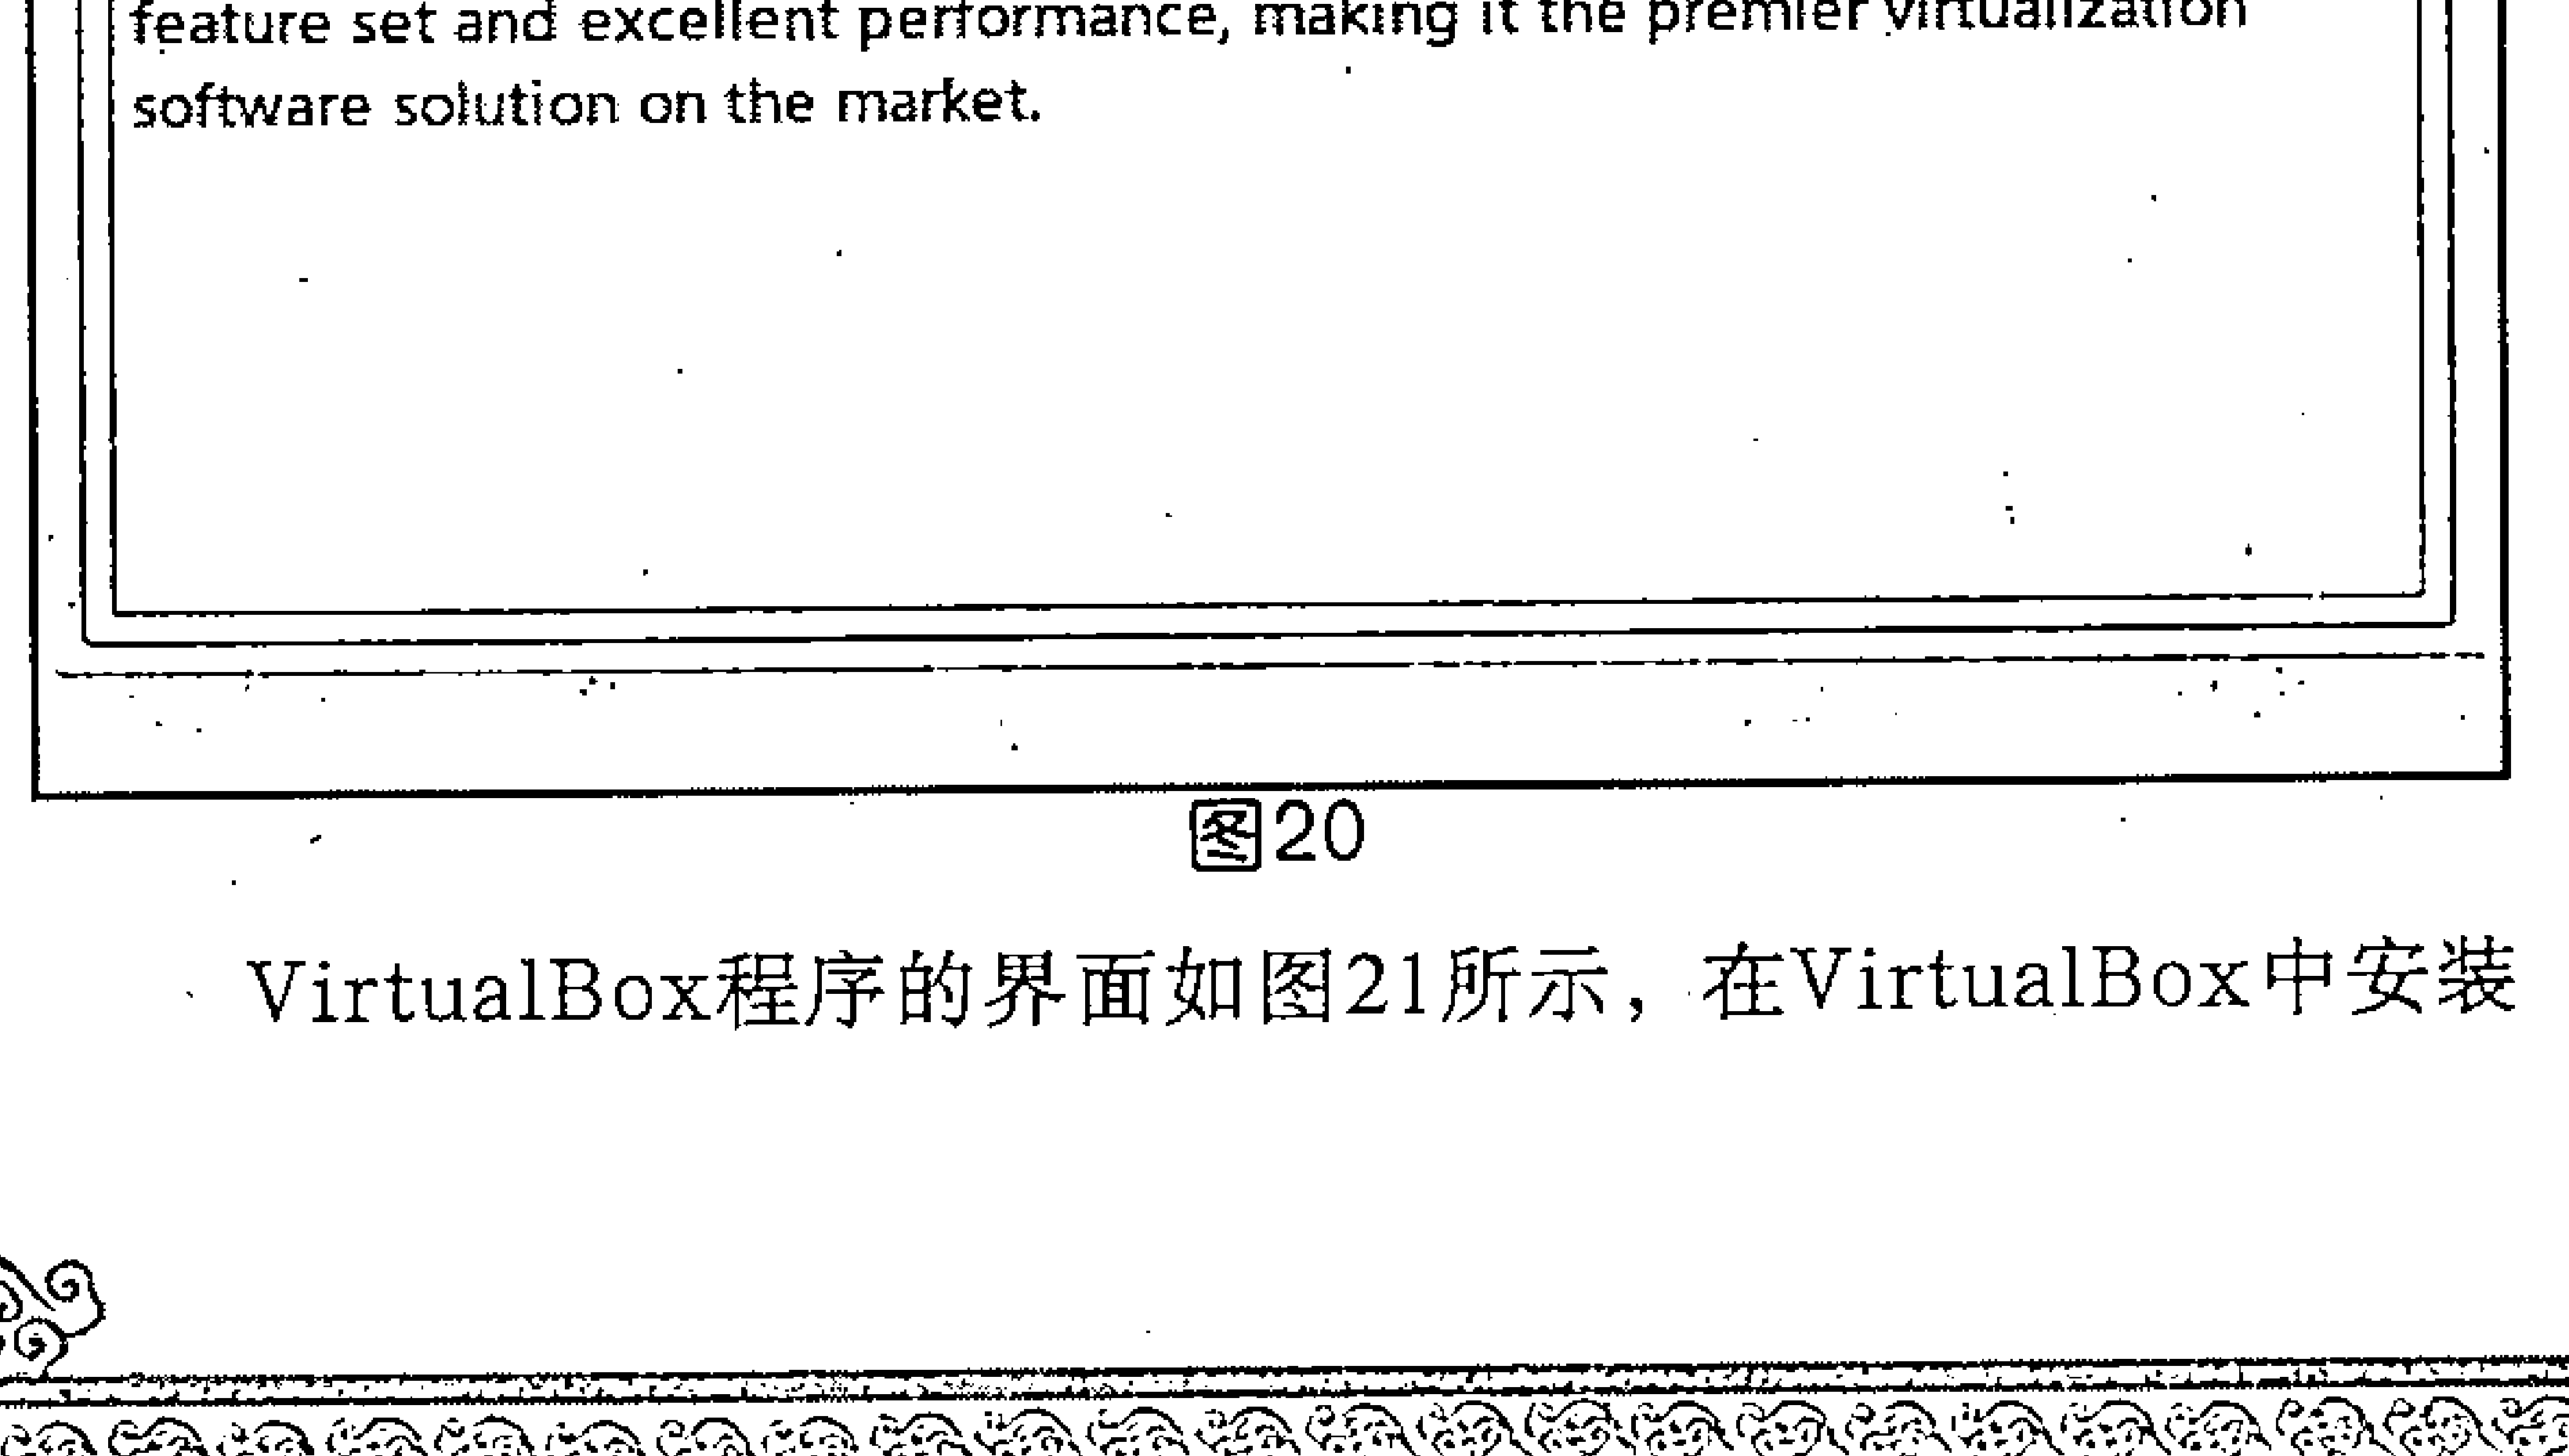 feature set and excellent performance, making it the premier virtualization
software solution on the market.
图20
VirtualBox程序的界面如图21所示，在VirtualBox中安装